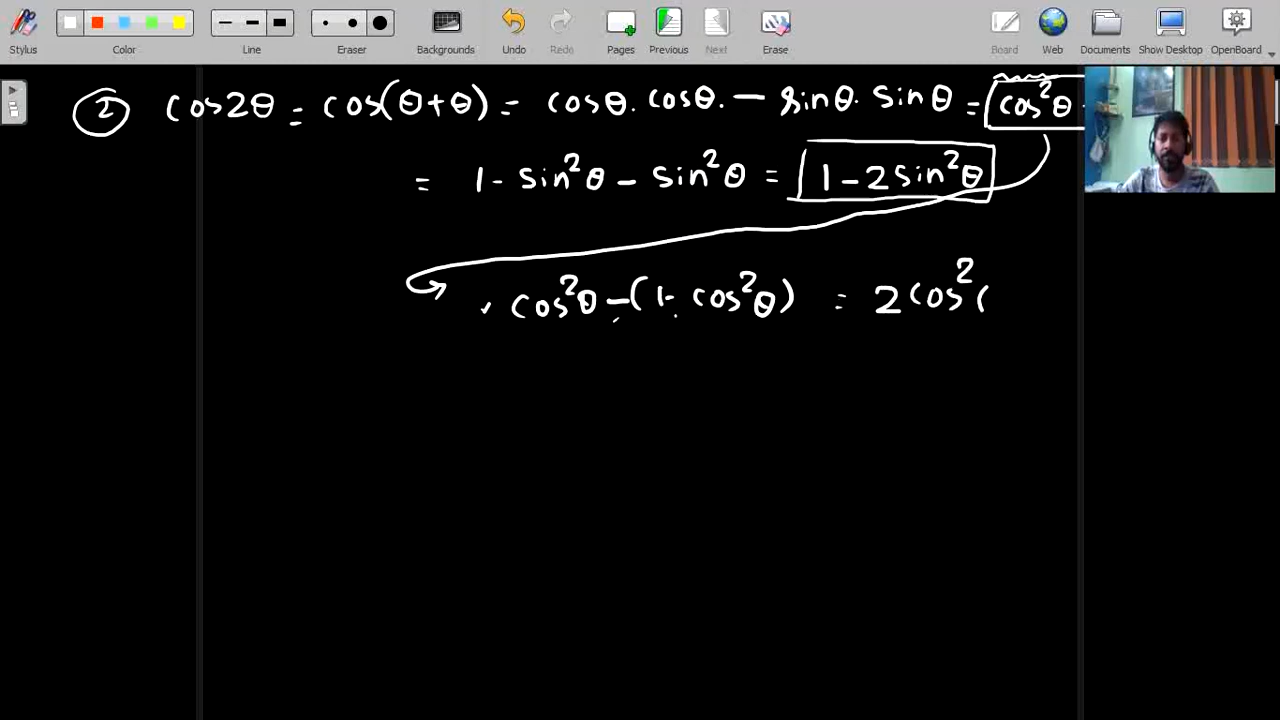 Stylus Color Line Eraser Backgrounds Undo Redo Pages Previous Next Erase Board Web Documents Show Desktop OpenBoard
② cos2θ = cos(θ+θ) = cosθ. cosθ. − sinθ. sinθ = cos²θ
= 1- sin²θ − sin²θ = 1 − 2sin²θ
cos²θ −(1- cos²θ) = 2cos²(